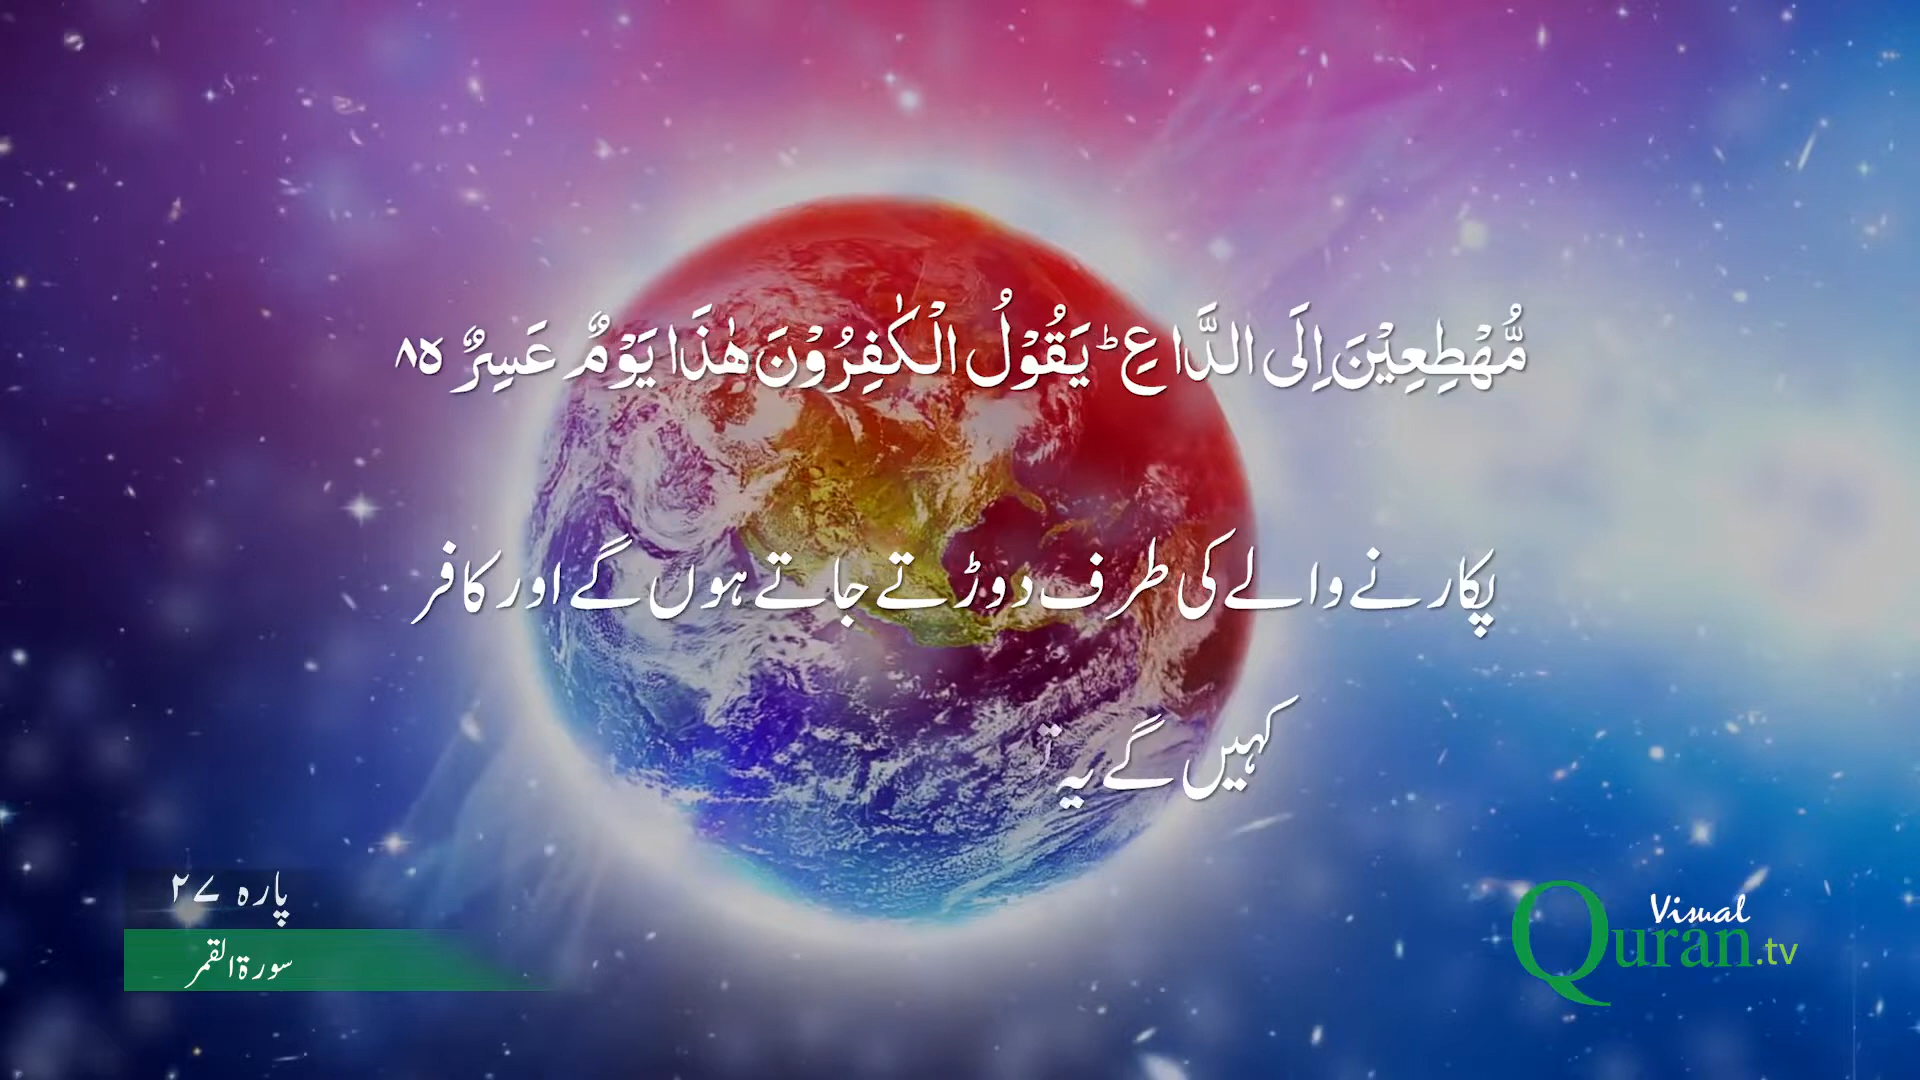 مُّهْطِعِيْنَ اِلَى الدَّاعِ ؕ يَقُوْلُ الْكٰفِرُوْنَ هٰذَا يَوْمٌ عَسِرٌ ه۸
پکارنے والے کی طرف دوڑتے جاتے ہوں گے اور کافر
کہیں گے یہ
پارہ ۲۷
سورۃ القمر
Visual
Quran.tv